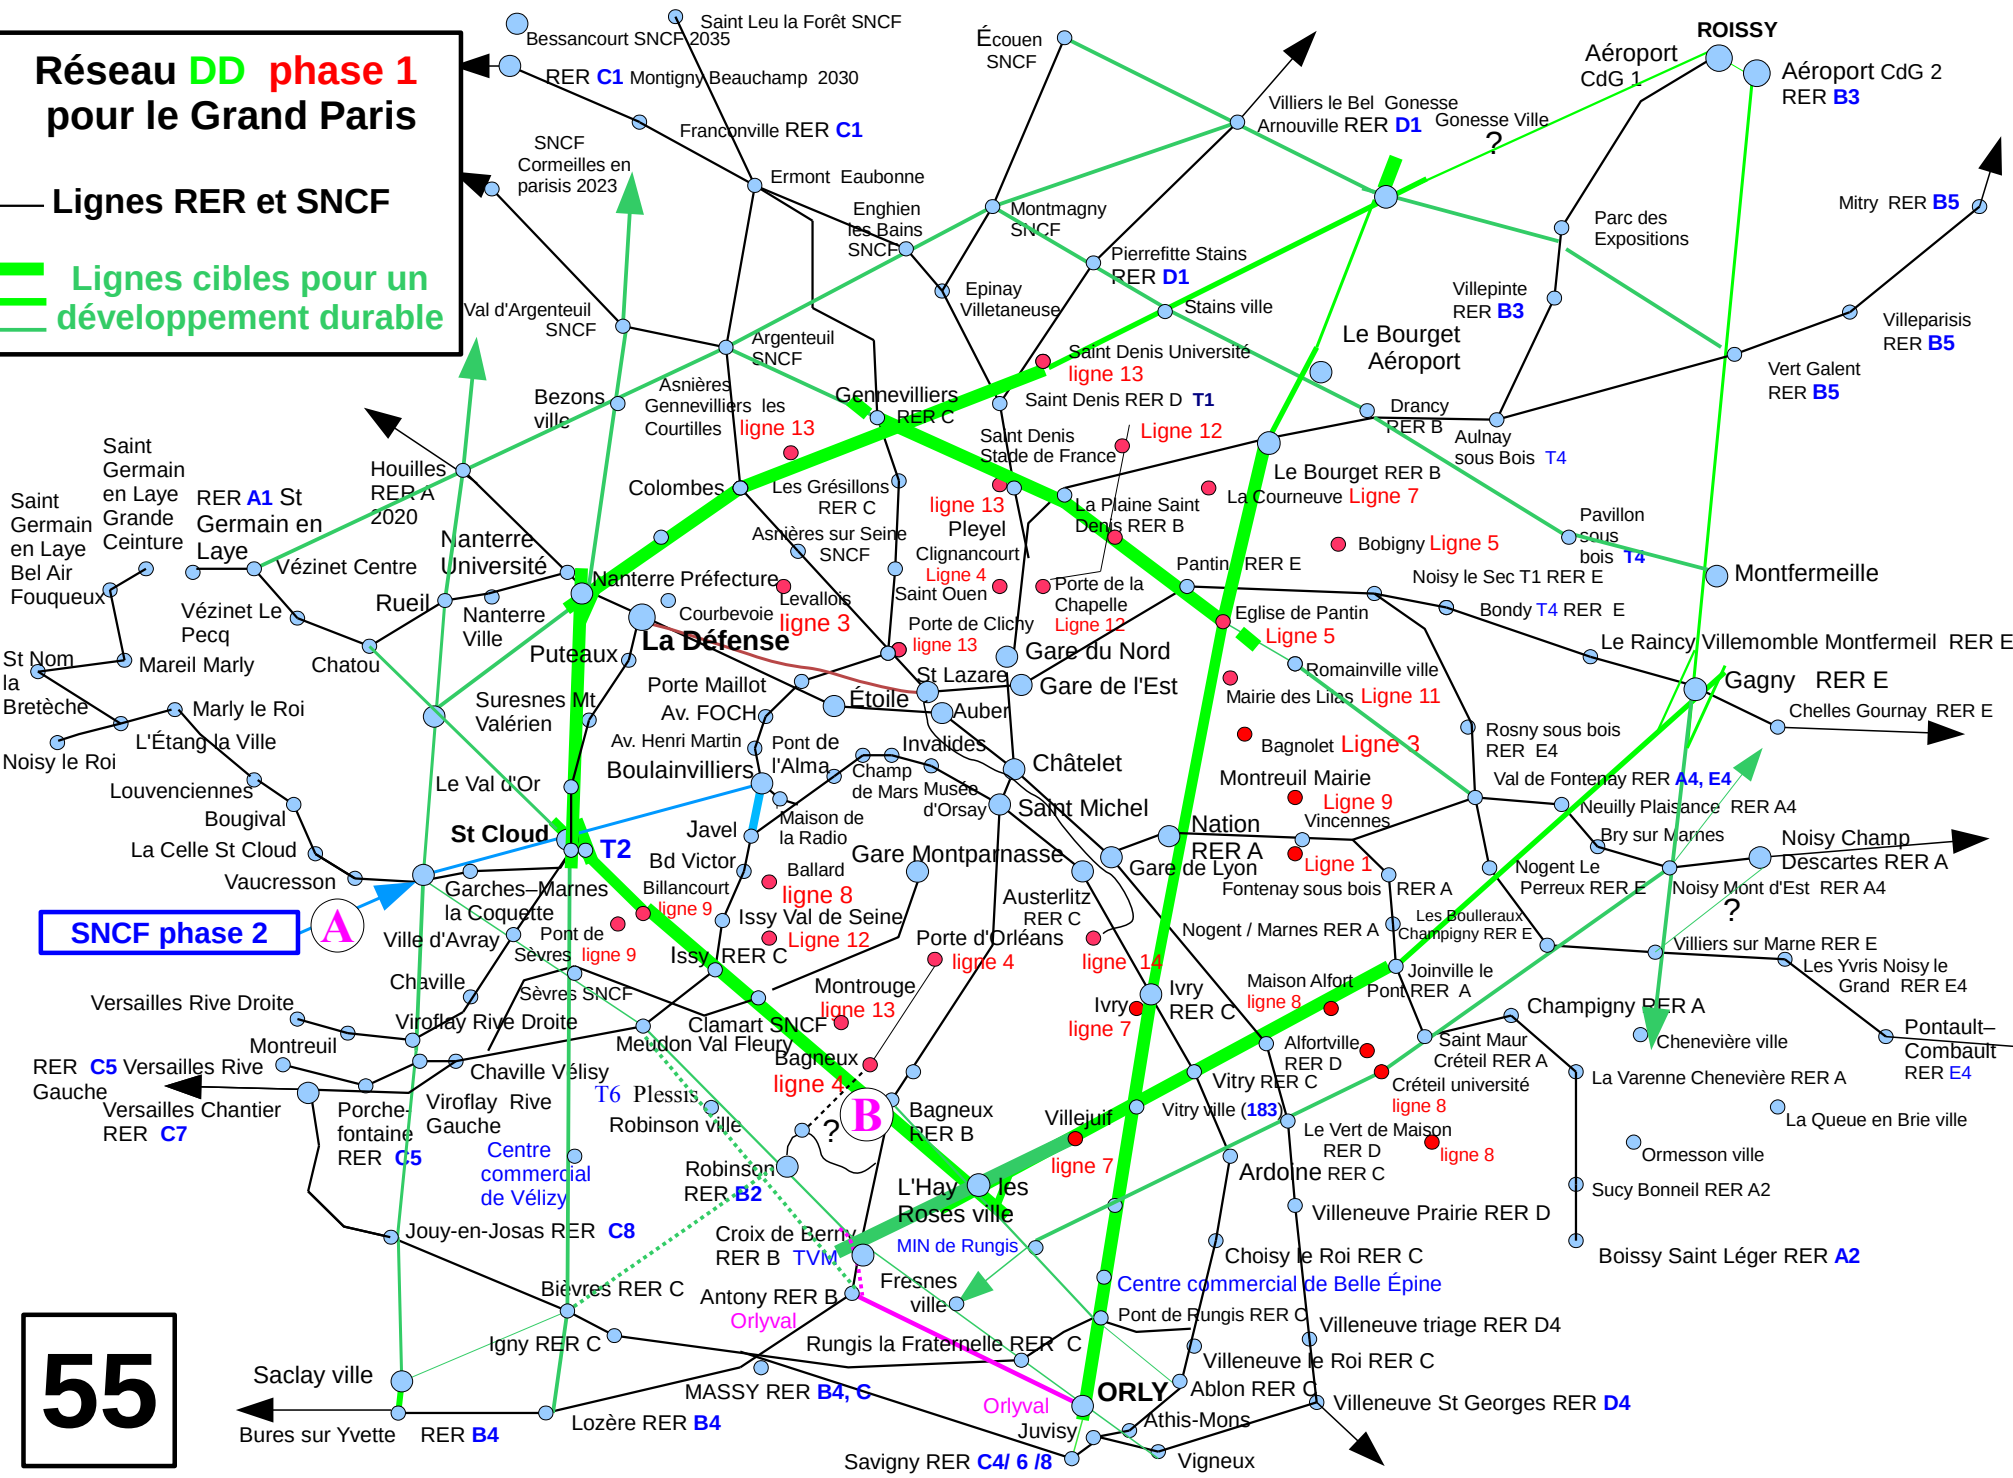 Réseau DD phase 1
pour le Grand Paris
Lignes RER et SNCF
Lignes cibles pour un
développement durable
Saint Leu la Forêt SNCF
Bessancourt SNCF 2035
RER C1 Montigny Beauchamp 2030
Franconville RER C1
SNCF
Cormeilles en
parisis 2023
Ermont Eaubonne
Écouen
SNCF
Enghien
les Bains
SNCF
Montmagny
SNCF
Villiers le Bel Gonesse
Arnouville RER D1
Gonesse Ville
?
ROISSY
Aéroport
CdG 1
Aéroport CdG 2
RER B3
Mitry RER B5
Parc des
Expositions
Pierrefitte Stains
RER D1
Epinay
Villetaneuse
Stains ville
Villepinte
RER B3
Villeparisis
RER B5
Vert Galent
RER B5
Val d'Argenteuil
SNCF
Argenteuil
SNCF
Le Bourget
Aéroport
Saint Denis Université
ligne 13
Bezons
ville
Asnières
Gennevilliers les
Courtilles ligne 13
Gennevilliers
RER C
Saint Denis RER D T1
Drancy
RER B
Aulnay
sous Bois T4
Saint Denis
Stade de France
Ligne 12
Le Bourget RER B
La Courneuve Ligne 7
Saint
Germain
en Laye
Grande
Ceinture
Saint
Germain
en Laye
Bel Air
Fouqueux
RER A1 St
Germain en
Laye
Houilles
RER A
2020
Colombes
Les Grésillons
RER C
ligne 13
Pleyel
La Plaine Saint
Denis RER B
Pavillon
sous
bois T4
Nanterre
Université
Asnières sur Seine
SNCF
Clignancourt
Ligne 4
Saint Ouen
Pantin RER E
Bobigny Ligne 5
Noisy le Sec T1 RER E
Montfermeille
Vézinet Centre
Nanterre Préfecture
Rueil
Nanterre
Ville
Courbevoie
Levallois
ligne 3
Porte de la
Chapelle
Ligne 12
Bondy T4 RER E
Vézinet Le
Pecq
La Défense
Porte de Clichy
ligne 13
Eglise de Pantin
Ligne 5
Le Raincy Villemomble Montfermeil RER E
St Nom
la
Bretèche
Mareil Marly
Chatou
Puteaux
Gare du Nord
Romainville ville
St Lazare
Gare de l'Est
Mairie des Lilas Ligne 11
Gagny RER E
Porte Maillot
Étoile
Suresnes Mt
Valérien
Av. FOCH
Auber
Chelles Gournay RER E
Marly le Roi
L'Étang la Ville
Noisy le Roi
Av. Henri Martin
Pont de
l'Alma
Invalides
Bagnolet Ligne 3
Rosny sous bois
RER E4
Boulainvilliers
Champ
de Mars
Musée
d'Orsay
Châtelet
Montreuil Mairie
Ligne 9
Val de Fontenay RER A4, E4
Louvenciennes
Le Val d'Or
Saint Michel
Neuilly Plaisance RER A4
Bougival
St Cloud
T2
Javel
Maison de
la Radio
Nation
RER A
Vincennes
Bry sur Marnes
Noisy Champ
Descartes RER A
La Celle St Cloud
Bd Victor
Gare Montparnasse
Gare de Lyon
Ligne 1
Fontenay sous bois RER A
Nogent Le
Perreux RER E
Noisy Mont d'Est RER A4
Vaucresson
Garches–Marnes
la Coquette
Billancourt
ligne 9
Ballard
ligne 8
Austerlitz
RER C
?
SNCF phase 2
A
Ville d'Avray
Pont de
Sèvres ligne 9
Issy Val de Seine
Ligne 12
Porte d'Orléans
ligne 4
Nogent / Marnes RER A
Les Boulleraux
Champigny RER E
Villiers sur Marne RER E
Issy RER C
ligne 14
Chaville
Sèvres SNCF
Montrouge
ligne 13
Maison Alfort
ligne 8
Joinville le
Pont RER A
Les Yvris Noisy le
Grand RER E4
Versailles Rive Droite
Viroflay Rive Droite
Clamart SNCF
Ivry
ligne 7
Ivry
RER C
Champigny RER A
Montreuil
Meudon Val Fleury
Alfortville
RER D
Saint Maur
Créteil RER A
Chenevière ville
Pontault–
Combault
RER E4
RER C5 Versailles Rive
Gauche
Chaville Vélisy
Bagneux
ligne 4
Vitry RER C
Créteil université
ligne 8
La Varenne Chenevière RER A
Versailles Chantier
RER C7
Porche-
fontaine
RER C5
Viroflay Rive
Gauche
T6 Plessis
Robinson ville
B
?
Bagneux
RER B
Villejuif
ligne 7
Vitry ville (183)
Le Vert de Maison
RER D
RER C
ligne 8
La Queue en Brie ville
Centre
commercial
de Vélizy
Robinson
RER B2
L'Hay les
Roses ville
Ardoine
Ormesson ville
Sucy Bonneil RER A2
Jouy-en-Josas RER C8
Croix de Berny
RER B TVM
MIN de Rungis
Villeneuve Prairie RER D
Choisy le Roi RER C
Boissy Saint Léger RER A2
Bièvres RER C
Antony RER B
Orlyval
Fresnes
ville
Centre commercial de Belle Épine
Pont de Rungis RER C
Igny RER C
Rungis la Fraternelle RER C
Villeneuve triage RER D4
55
Saclay ville
Villeneuve le Roi RER C
MASSY RER B4, C
Orlyval
ORLY
Ablon RER C
Villeneuve St Georges RER D4
Bures sur Yvette RER B4
Lozère RER B4
Juvisy
Athis-Mons
Savigny RER C4/ 6 /8
Vigneux